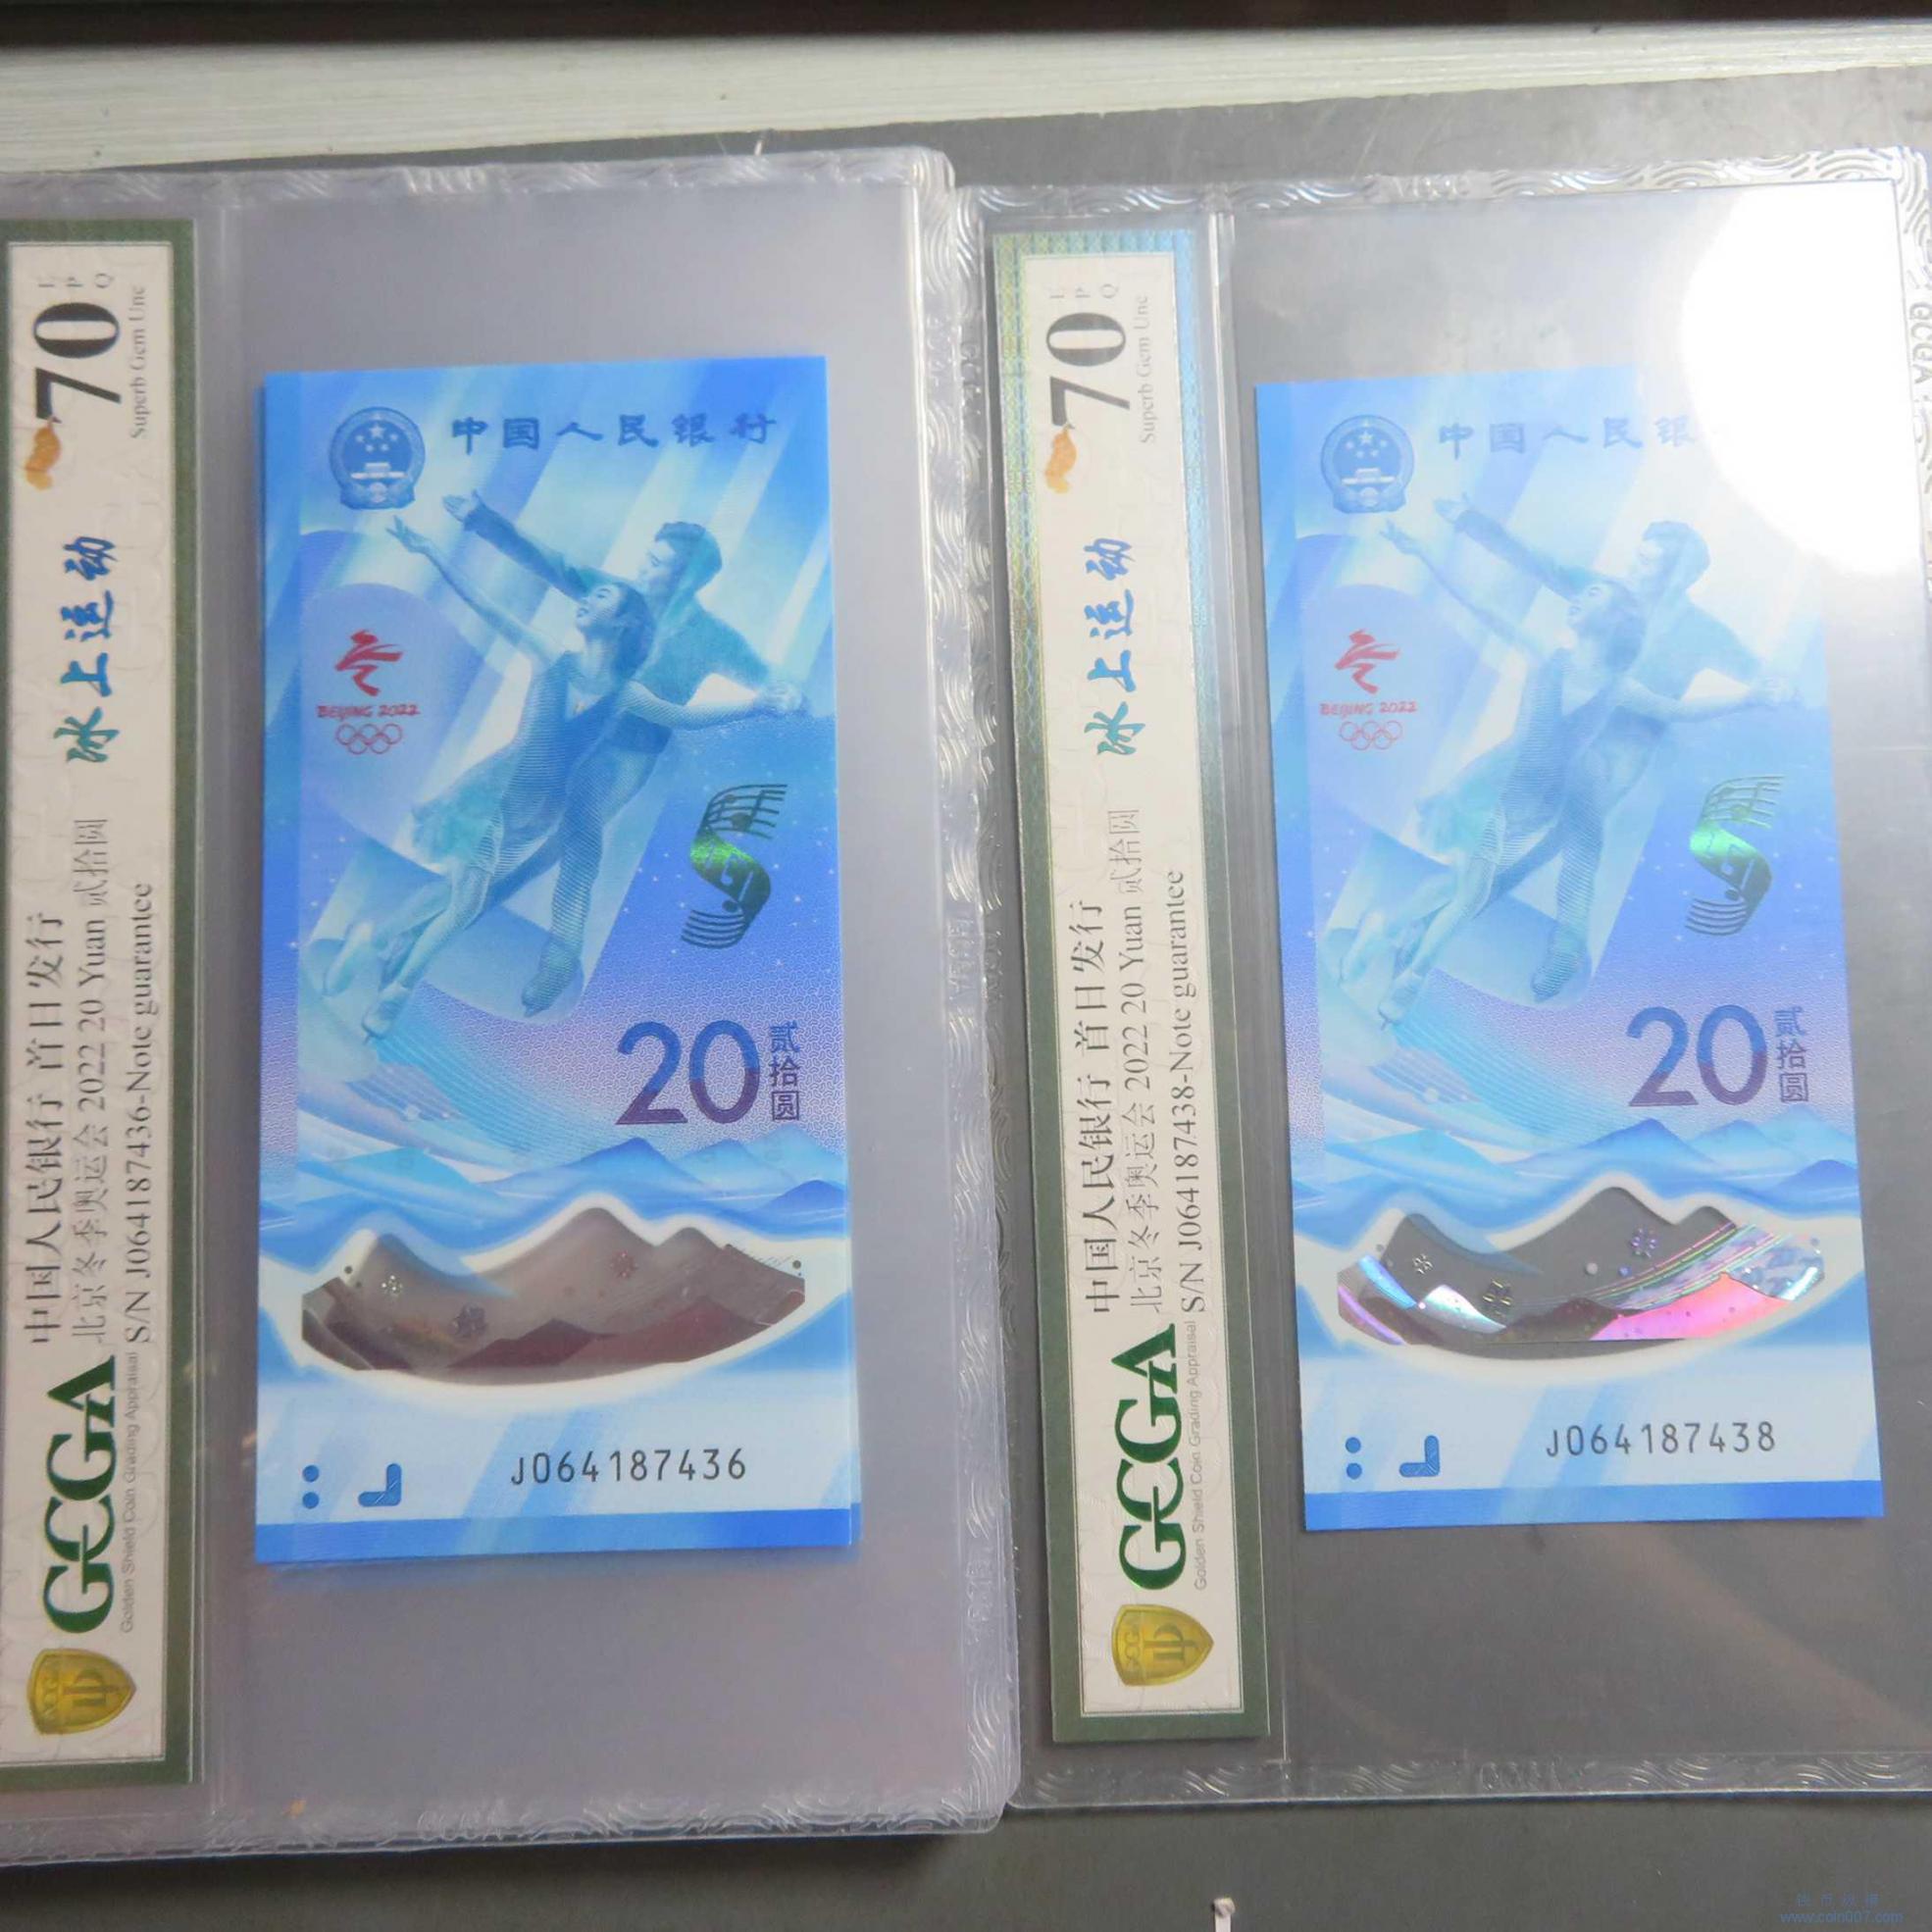 70
EPQ
Superb Gem Unc
冰上运动
中国人民银行 首日发行
北京冬季奥运会 2022 20 Yuan 贰拾圆
S/N J064187436-Note guarantee
GCGA
Golden Shield Coin Grading Appraisal
中国人民银行
BEIJING 2022
20
贰拾圆
J064187436
70
EPQ
Superb Gem Unc
冰上运动
中国人民银行 首日发行
北京冬季奥运会 2022 20 Yuan 贰拾圆
S/N J064187438-Note guarantee
GCGA
Golden Shield Coin Grading Appraisal
中国人民银
BEIJING 2022
20
贰拾圆
J064187438
www.coin007.com